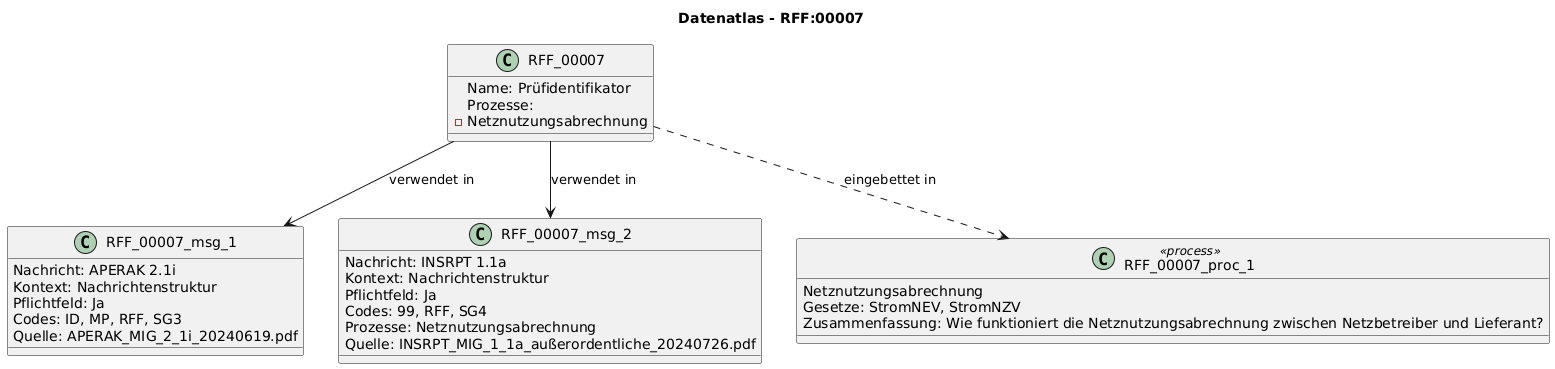 Datenatlas - RFF:00007
C RFF_00007
Name: Prüfidentifikator
Prozesse:
Netznutzungsabrechnung
verwendet in
verwendet in
eingebettet in
C RFF_00007_msg_1
Nachricht: APERAK 2.1i
Kontext: Nachrichtenstruktur
Pflichtfeld: Ja
Codes: ID, MP, RFF, SG3
Quelle: APERAK_MIG_2_1i_20240619.pdf
C RFF_00007_msg_2
Nachricht: INSRPT 1.1a
Kontext: Nachrichtenstruktur
Pflichtfeld: Ja
Codes: 99, RFF, SG4
Prozesse: Netznutzungsabrechnung
Quelle: INSRPT_MIG_1_1a_außerordentliche_20240726.pdf
«process»
C RFF_00007_proc_1
Netznutzungsabrechnung
Gesetze: StromNEV, StromNZV
Zusammenfassung: Wie funktioniert die Netznutzungsabrechnung zwischen Netzbetreiber und Lieferant?